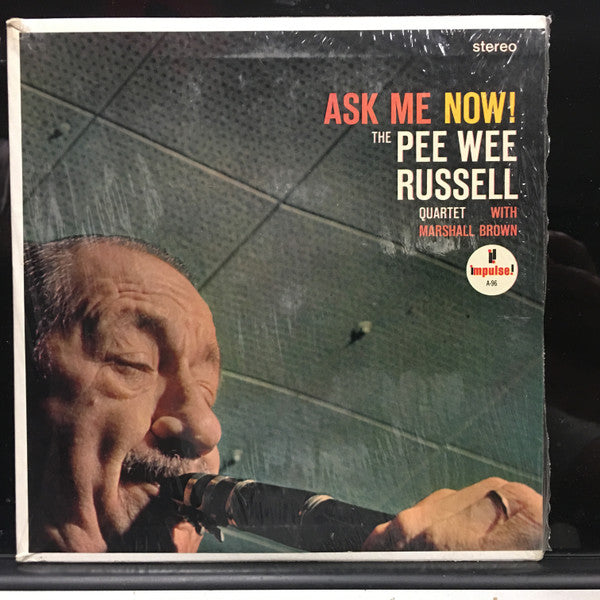 stereo
ASK ME NOW!
THE PEE WEE
RUSSELL
QUARTET WITH
MARSHALL BROWN
impulse!
A-96